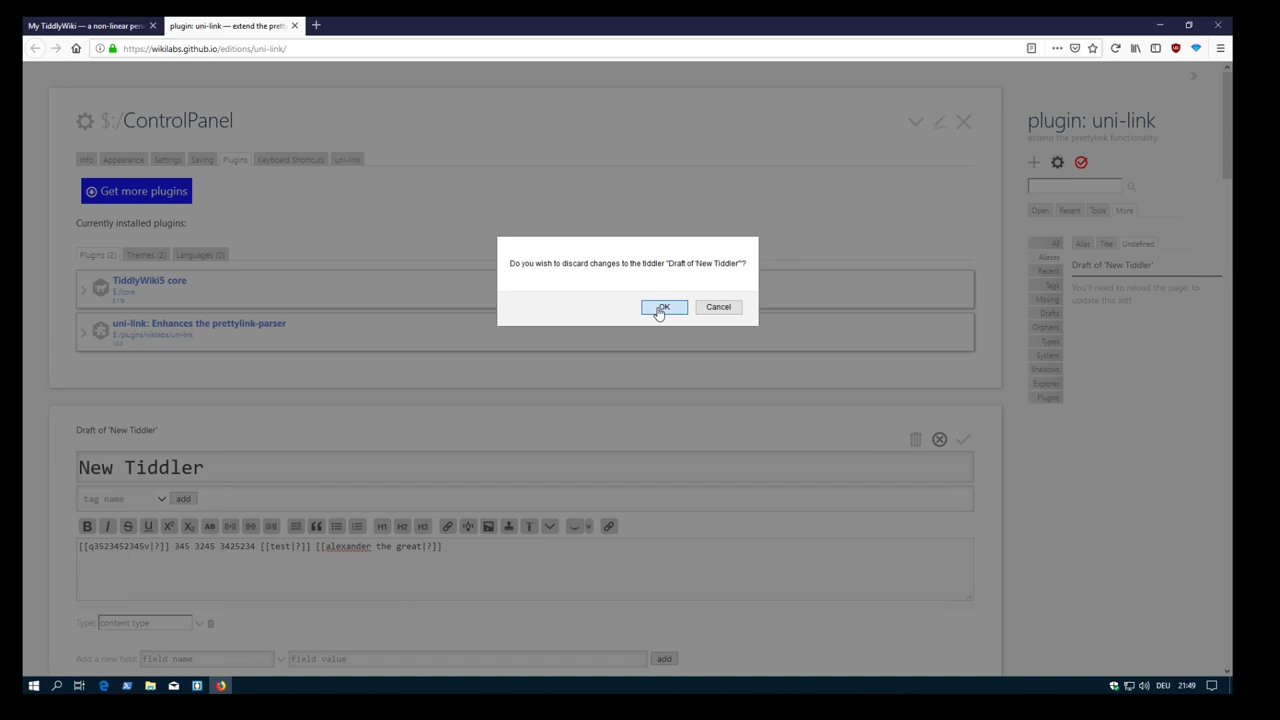 My TiddlyWiki — a non-linear pers
plugin: uni-link — extend the prett
https://wikilabs.github.io/editions/uni-link/
$:/ControlPanel
Info Appearance Settings Saving Plugins Keyboard Shortcuts uni-link
Get more plugins
Currently installed plugins:
Plugins (2) Themes (2) Languages (0)
TiddlyWiki5 core
$:/core
uni-link: Enhances the prettylink-parser
$:/plugins/wikilabs/uni-link
Do you wish to discard changes to the tiddler "Draft of 'New Tiddler'"?
OK Cancel
plugin: uni-link
extend the prettylink functionality
Open Recent Tools More
All
Aliases
Recent
Tags
Missing
Drafts
Orphans
Types
System
Shadows
Explorer
Plugins
Alias Title Undefined
Draft of 'New Tiddler'
You'll need to reload the page, to
update this list!
Draft of 'New Tiddler'
New Tiddler
tag name add
B I S U X² X₂ AB H1 H2 H3 T
[[q3523452345v|?]] 345 3245 3425234 [[test|?]] [[alexander the great|?]]
Type: content type
Add a new field: field name field value add
DEU 21:49